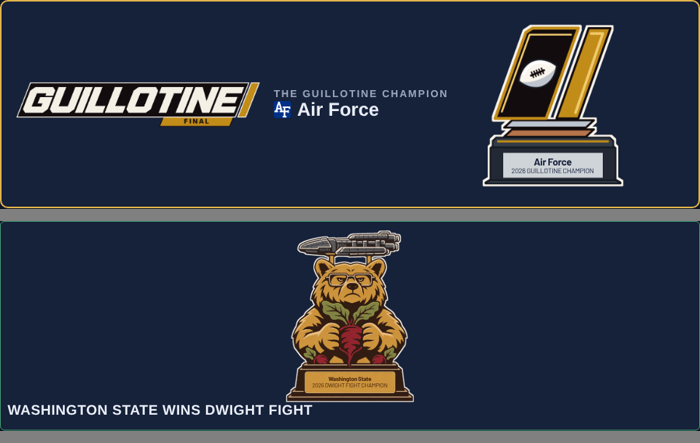 GUILLOTINE
FINAL
THE GUILLOTINE CHAMPION
AF Air Force
Air Force
2026 GUILLOTINE CHAMPION
Washington State
2026 DWIGHT FIGHT CHAMPION
WASHINGTON STATE WINS DWIGHT FIGHT